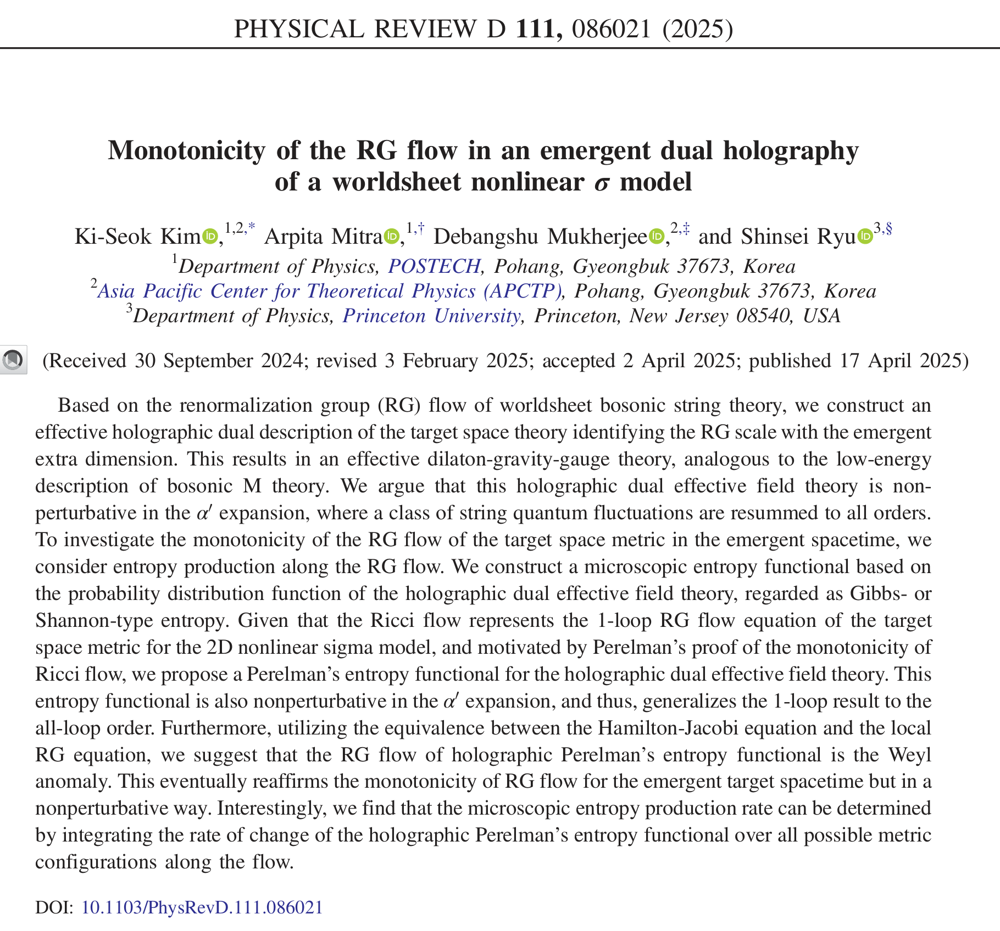 PHYSICAL REVIEW D 111, 086021 (2025)
Monotonicity of the RG flow in an emergent dual holography
of a worldsheet nonlinear σ model
Ki-Seok Kim iD,1,2,* Arpita Mitra iD,1,† Debangshu Mukherjee iD,2,‡ and Shinsei Ryu iD3,§
1Department of Physics, POSTECH, Pohang, Gyeongbuk 37673, Korea
2Asia Pacific Center for Theoretical Physics (APCTP), Pohang, Gyeongbuk 37673, Korea
3Department of Physics, Princeton University, Princeton, New Jersey 08540, USA
(Received 30 September 2024; revised 3 February 2025; accepted 2 April 2025; published 17 April 2025)
Based on the renormalization group (RG) flow of worldsheet bosonic string theory, we construct an
effective holographic dual description of the target space theory identifying the RG scale with the emergent
extra dimension. This results in an effective dilaton-gravity-gauge theory, analogous to the low-energy
description of bosonic M theory. We argue that this holographic dual effective field theory is non-
perturbative in the α′ expansion, where a class of string quantum fluctuations are resummed to all orders.
To investigate the monotonicity of the RG flow of the target space metric in the emergent spacetime, we
consider entropy production along the RG flow. We construct a microscopic entropy functional based on
the probability distribution function of the holographic dual effective field theory, regarded as Gibbs- or
Shannon-type entropy. Given that the Ricci flow represents the 1-loop RG flow equation of the target
space metric for the 2D nonlinear sigma model, and motivated by Perelman's proof of the monotonicity of
Ricci flow, we propose a Perelman's entropy functional for the holographic dual effective field theory. This
entropy functional is also nonperturbative in the α′ expansion, and thus, generalizes the 1-loop result to the
all-loop order. Furthermore, utilizing the equivalence between the Hamilton-Jacobi equation and the local
RG equation, we suggest that the RG flow of holographic Perelman's entropy functional is the Weyl
anomaly. This eventually reaffirms the monotonicity of RG flow for the emergent target spacetime but in a
nonperturbative way. Interestingly, we find that the microscopic entropy production rate can be determined
by integrating the rate of change of the holographic Perelman's entropy functional over all possible metric
configurations along the flow.
DOI: 10.1103/PhysRevD.111.086021